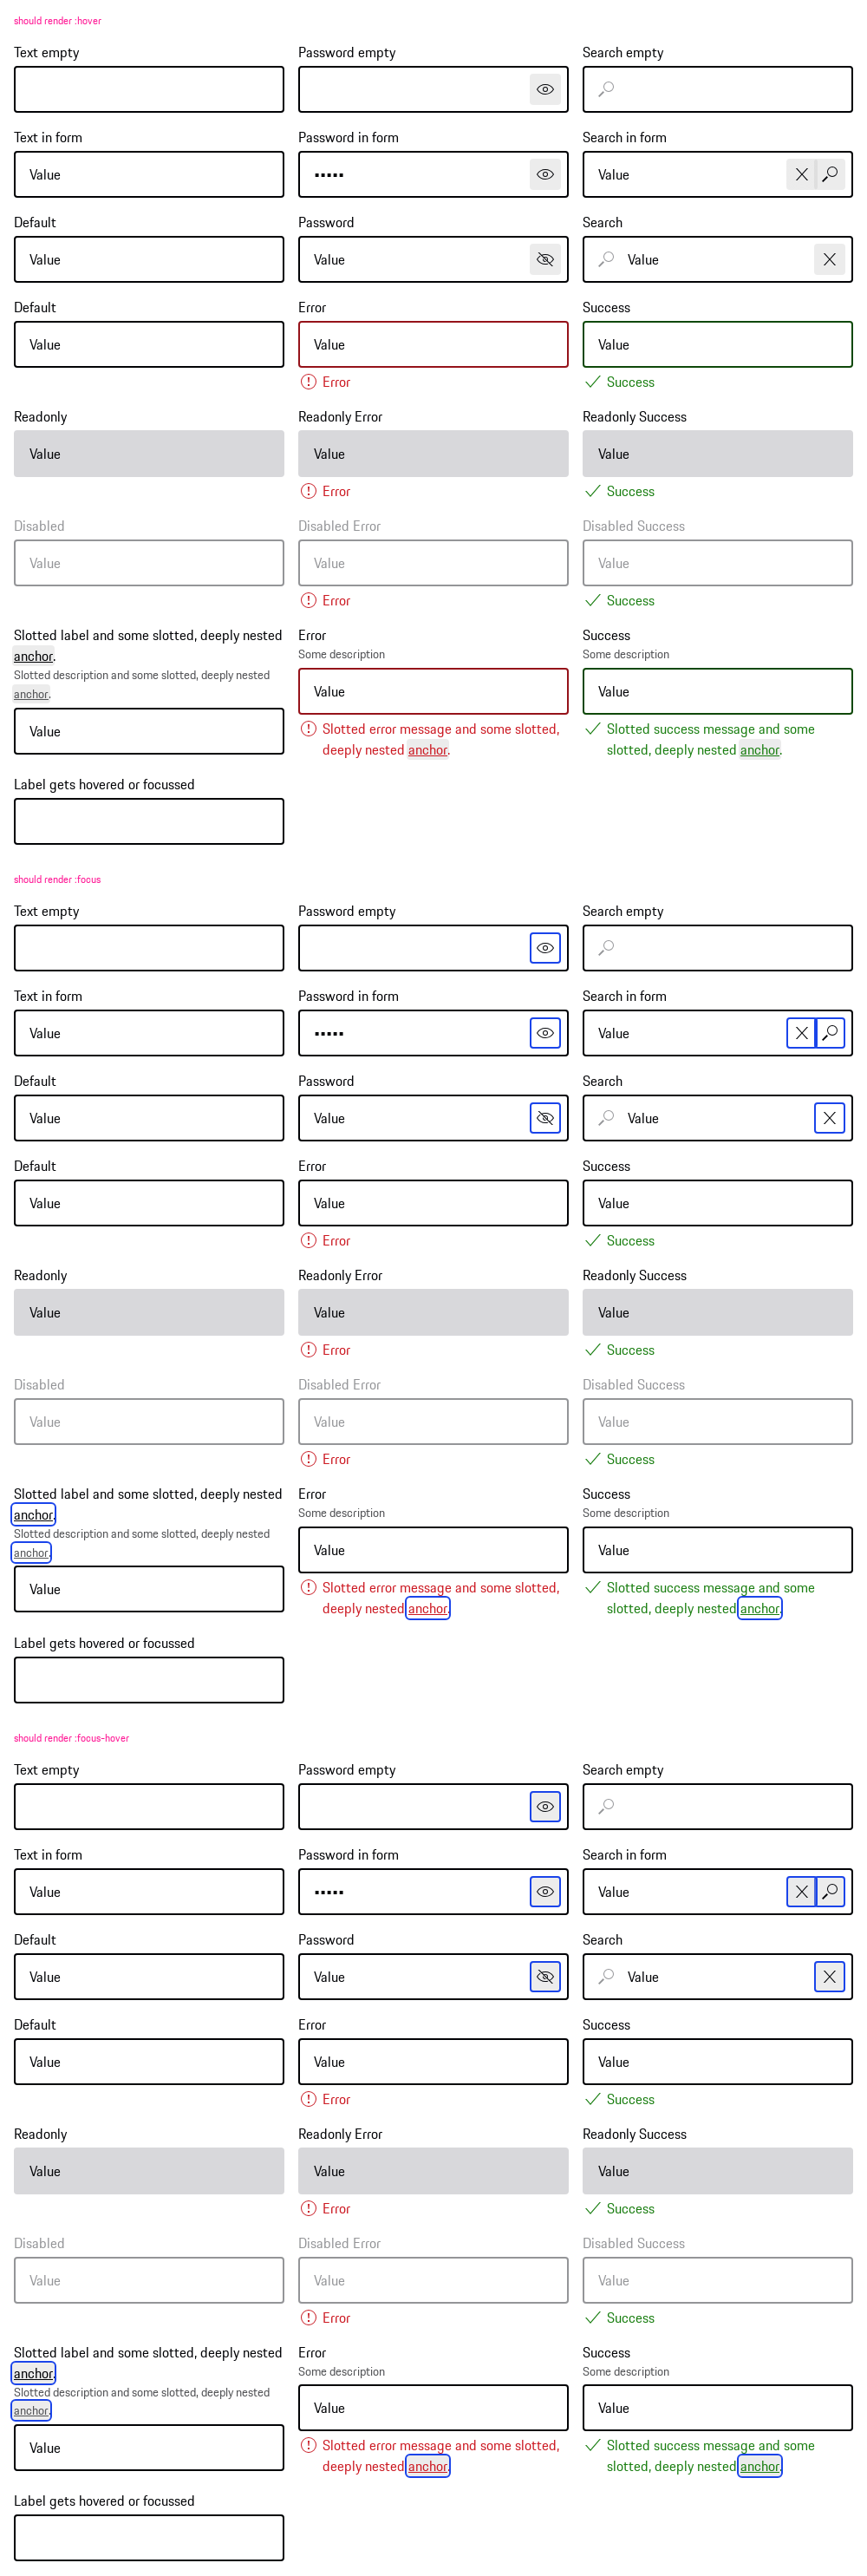 should render :hover
Text empty
Password empty
Search empty
Text in form
Password in form
Search in form
Value
•••••
Value
Default
Password
Search
Value
Value
Value
Default
Error
Success
Value
Value
Value
Error
Success
Readonly
Readonly Error
Readonly Success
Value
Value
Value
Error
Success
Disabled
Disabled Error
Disabled Success
Value
Value
Value
Error
Success
Slotted label and some slotted, deeply nested
anchor.
Slotted description and some slotted, deeply nested
anchor.
Value
Error
Some description
Value
Slotted error message and some slotted,
deeply nested anchor.
Success
Some description
Value
Slotted success message and some
slotted, deeply nested anchor.
Label gets hovered or focussed
should render :focus
Text empty
Password empty
Search empty
Text in form
Password in form
Search in form
Value
•••••
Value
Default
Password
Search
Value
Value
Value
Default
Error
Success
Value
Value
Value
Error
Success
Readonly
Readonly Error
Readonly Success
Value
Value
Value
Error
Success
Disabled
Disabled Error
Disabled Success
Value
Value
Value
Error
Success
Slotted label and some slotted, deeply nested
anchor.
Slotted description and some slotted, deeply nested
anchor.
Value
Error
Some description
Value
Slotted error message and some slotted,
deeply nested anchor.
Success
Some description
Value
Slotted success message and some
slotted, deeply nested anchor.
Label gets hovered or focussed
should render :focus-hover
Text empty
Password empty
Search empty
Text in form
Password in form
Search in form
Value
•••••
Value
Default
Password
Search
Value
Value
Value
Default
Error
Success
Value
Value
Value
Error
Success
Readonly
Readonly Error
Readonly Success
Value
Value
Value
Error
Success
Disabled
Disabled Error
Disabled Success
Value
Value
Value
Error
Success
Slotted label and some slotted, deeply nested
anchor.
Slotted description and some slotted, deeply nested
anchor.
Value
Error
Some description
Value
Slotted error message and some slotted,
deeply nested anchor.
Success
Some description
Value
Slotted success message and some
slotted, deeply nested anchor.
Label gets hovered or focussed